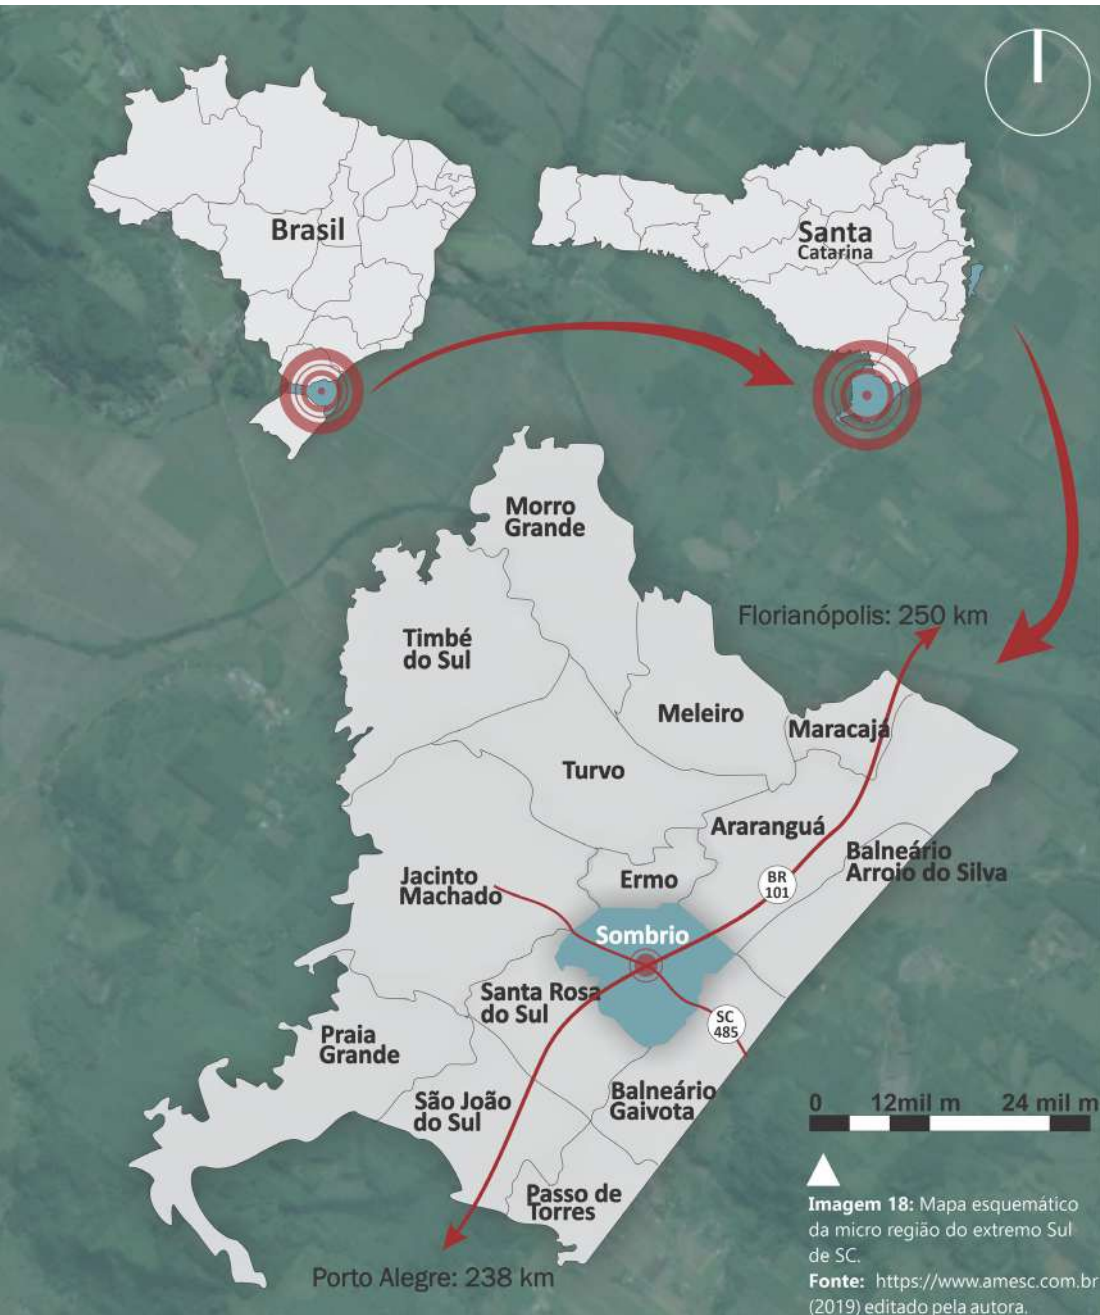 Brasil
Santa
Catarina
Morro
Grande
Florianópolis: 250 km
Timbé
do Sul
Meleiro
Maracajá
Turvo
Araranguá
Balneário
Arroio do Silva
Jacinto
Machado
Ermo
BR
101
Sombrio
Santa Rosa
do Sul
SC
485
Praia
Grande
Balneário
Gaivota
São João
do Sul
0 12mil m 24 mil m
Passo de
Torres
Porto Alegre: 238 km
Imagem 18: Mapa esquemático
da micro região do extremo Sul
de SC.
Fonte: https://www.amesc.com.br
(2019) editado pela autora.